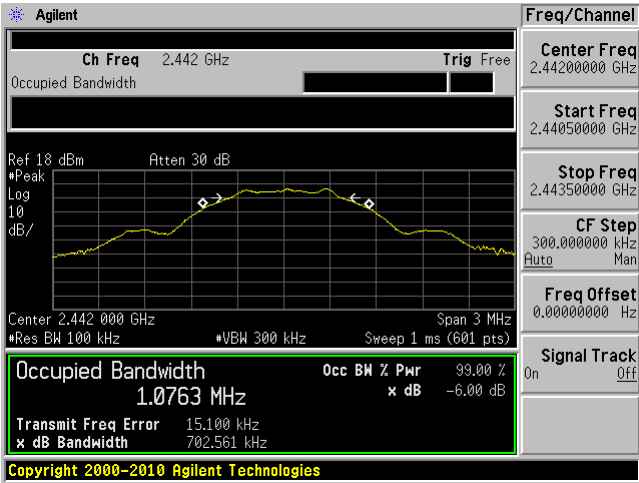 Agilent
Freq/Channel
Ch Freq 2.442 GHz Trig Free
Occupied Bandwidth
Center Freq
2.44200000 GHz
Start Freq
2.44050000 GHz
Stop Freq
2.44350000 GHz
CF Step
300.000000 kHz
Auto Man
Freq Offset
0.00000000 Hz
Signal Track
On Off
Ref 18 dBm Atten 30 dB
#Peak
Log
10
dB/
Center 2.442 000 GHz Span 3 MHz
#Res BW 100 kHz #VBW 300 kHz Sweep 1 ms (601 pts)
Occupied Bandwidth Occ BW % Pwr 99.00 %
1.0763 MHz x dB -6.00 dB
Transmit Freq Error 15.100 kHz
x dB Bandwidth 702.561 kHz
Copyright 2000-2010 Agilent Technologies